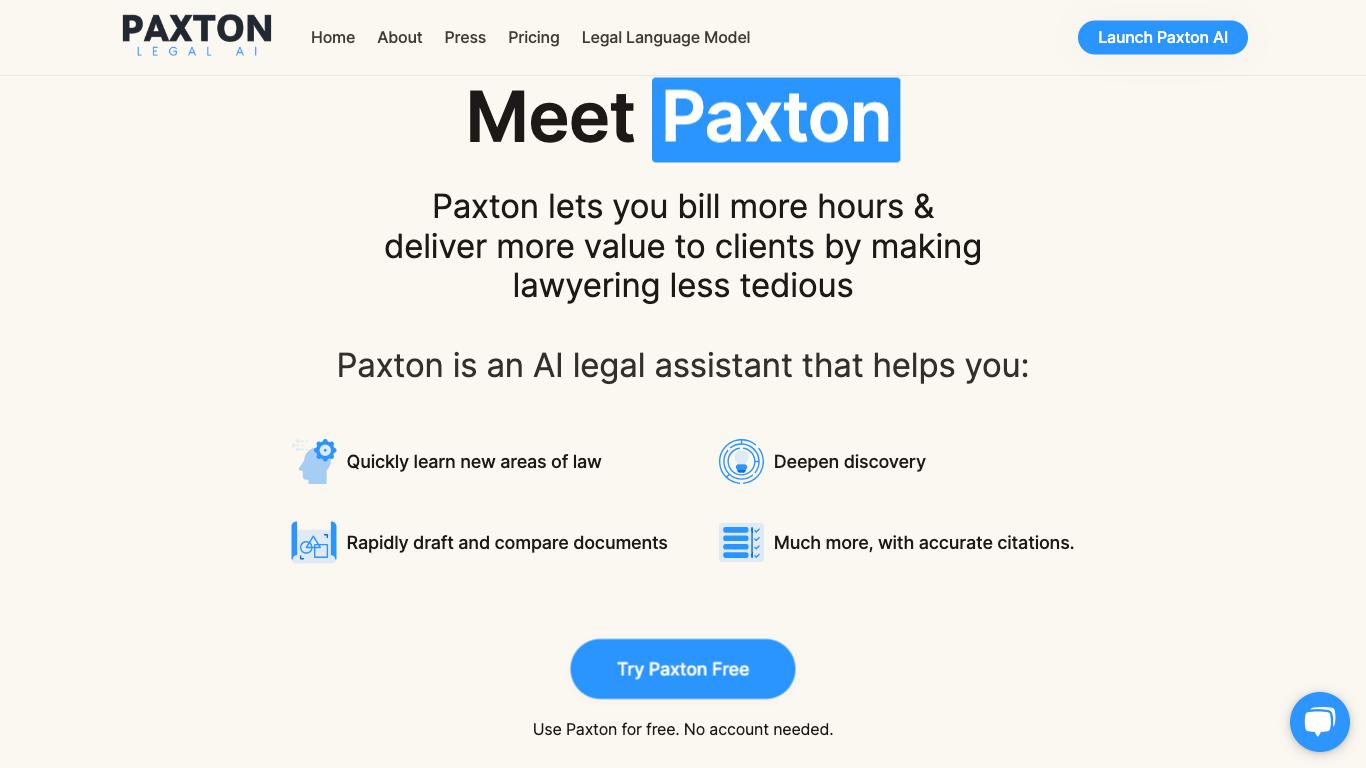 PAXTON
LEGAL AI
Home
About
Press
Pricing
Legal Language Model
Launch Paxton AI
Meet Paxton
Paxton lets you bill more hours &
deliver more value to clients by making
lawyering less tedious
Paxton is an AI legal assistant that helps you:
Quickly learn new areas of law
Deepen discovery
Rapidly draft and compare documents
Much more, with accurate citations.
Try Paxton Free
Use Paxton for free. No account needed.